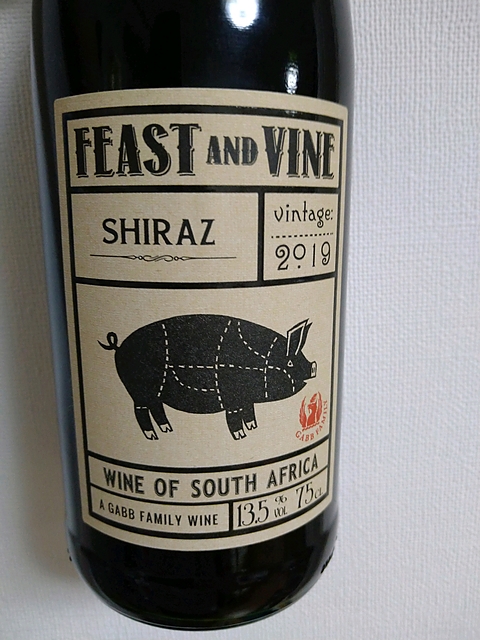 FEAST AND VINE
SHIRAZ
vintage:
2019
GABB FAMILY
WINE OF SOUTH AFRICA
A GABB FAMILY WINE
13.5 % VOL 75cl